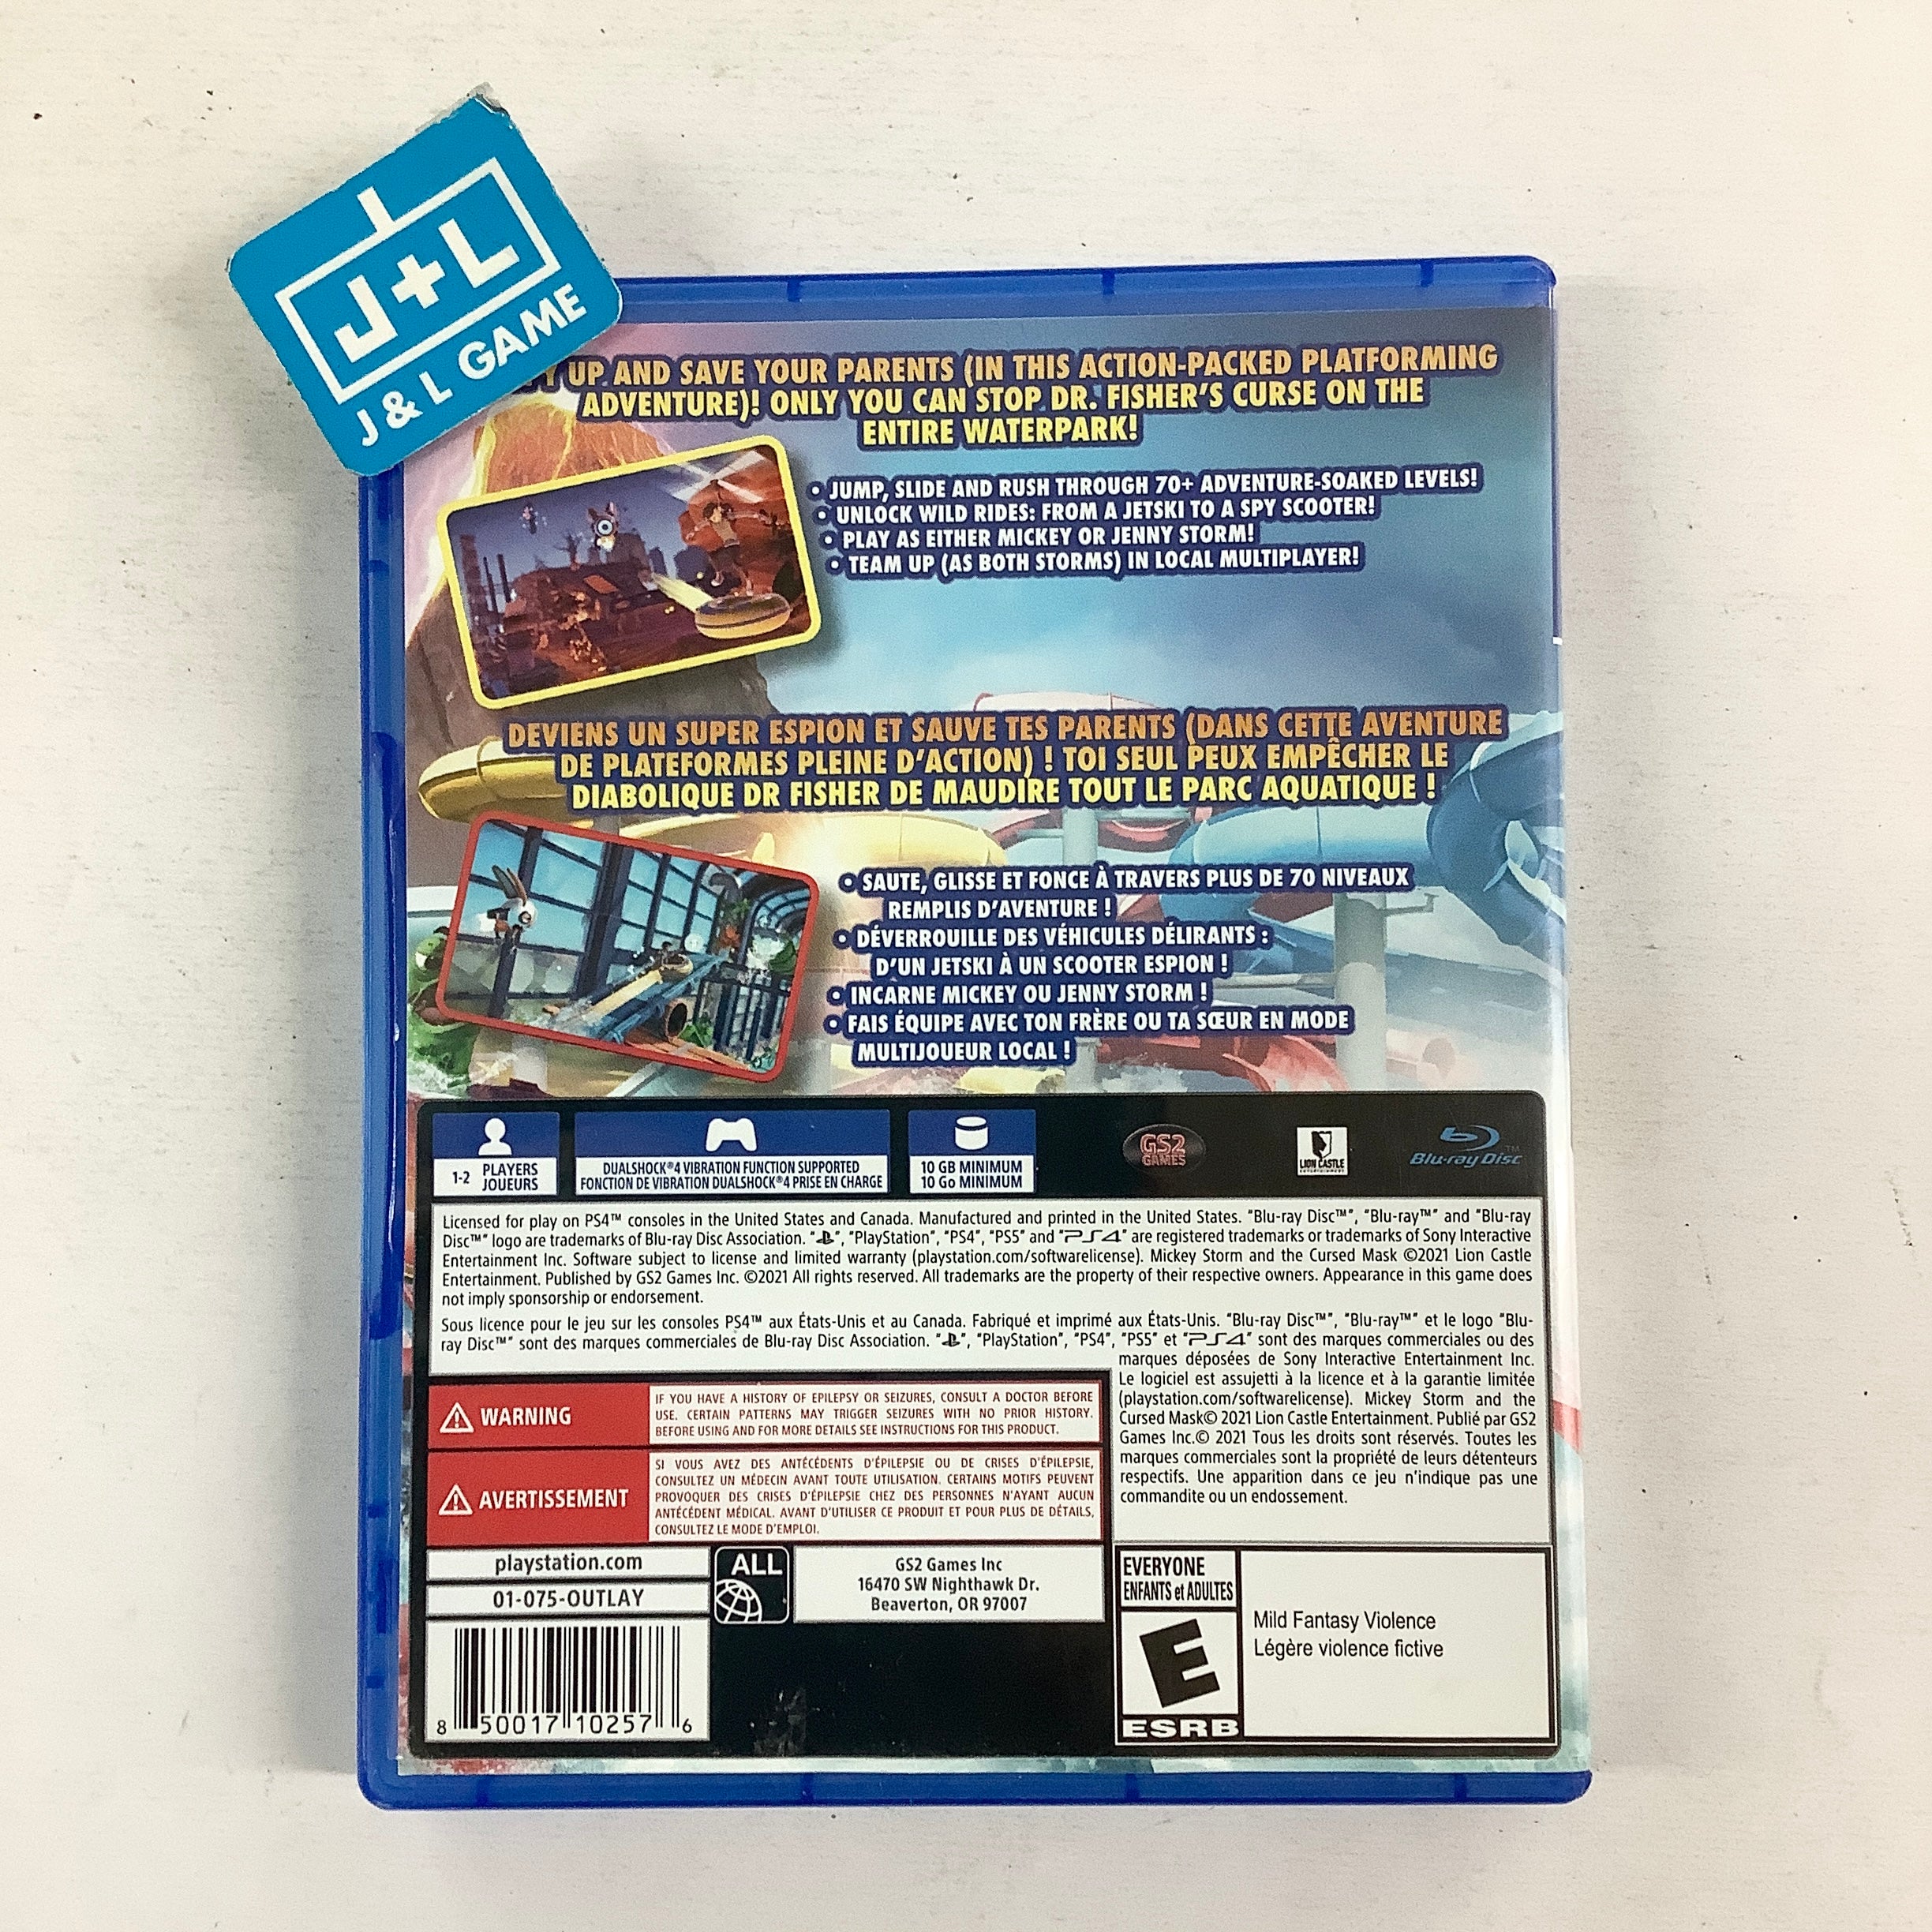 J+L
J & L GAME
UP AND SAVE YOUR PARENTS (IN THIS ACTION-PACKED PLATFORMING
ADVENTURE)! ONLY YOU CAN STOP DR. FISHER'S CURSE ON THE
ENTIRE WATERPARK!
• JUMP, SLIDE AND RUSH THROUGH 70+ ADVENTURE-SOAKED LEVELS!
• UNLOCK WILD RIDES: FROM A JETSKI TO A SPY SCOOTER!
• PLAY AS EITHER MICKEY OR JENNY STORM!
• TEAM UP (AS BOTH STORMS) IN LOCAL MULTIPLAYER!
DEVIENS UN SUPER ESPION ET SAUVE TES PARENTS (DANS CETTE AVENTURE
DE PLATEFORMES PLEINE D'ACTION) ! TOI SEUL PEUX EMPÊCHER LE
DIABOLIQUE DR FISHER DE MAUDIRE TOUT LE PARC AQUATIQUE !
• SAUTE, GLISSE ET FONCE À TRAVERS PLUS DE 70 NIVEAUX
REMPLIS D'AVENTURE !
• DÉVERROUILLE DES VÉHICULES DÉLIRANTS :
D'UN JETSKI À UN SCOOTER ESPION !
• INCARNE MICKEY OU JENNY STORM !
• FAIS ÉQUIPE AVEC TON FRÈRE OU TA SŒUR EN MODE
MULTIJOUEUR LOCAL !
1-2 PLAYERS JOUEURS
DUALSHOCK®4 VIBRATION FUNCTION SUPPORTED
FONCTION DE VIBRATION DUALSHOCK®4 PRISE EN CHARGE
10 GB MINIMUM
10 Go MINIMUM
GS2
GAMES
LION CASTLE
ENTERTAINMENT
Blu-ray Disc™
Licensed for play on PS4™ consoles in the United States and Canada. Manufactured and printed in the United States. "Blu-ray Disc™", "Blu-ray™" and "Blu-ray
Disc™" logo are trademarks of Blu-ray Disc Association. "", "PlayStation", "PS4", "PS5" and "PS4" are registered trademarks or trademarks of Sony Interactive
Entertainment Inc. Software subject to license and limited warranty (playstation.com/softwarelicense). Mickey Storm and the Cursed Mask ©2021 Lion Castle
Entertainment. Published by GS2 Games Inc. ©2021 All rights reserved. All trademarks are the property of their respective owners. Appearance in this game does
not imply sponsorship or endorsement.
Sous licence pour le jeu sur les consoles PS4™ aux États-Unis et au Canada. Fabriqué et imprimé aux États-Unis. "Blu-ray Disc™", "Blu-ray™" et le logo "Blu-
ray Disc™" sont des marques commerciales de Blu-ray Disc Association. "", "PlayStation", "PS4", "PS5 et "PS4" sont des marques commerciales ou des
marques déposées de Sony Interactive Entertainment Inc.
Le logiciel est assujetti à la licence et à la garantie limitée
(playstation.com/softwarelicense). Mickey Storm and the
Cursed Mask© 2021 Lion Castle Entertainment. Publié par GS2
Games Inc.© 2021 Tous les droits sont réservés. Toutes les
marques commerciales sont la propriété de leurs détenteurs
respectifs. Une apparition dans ce jeu n'indique pas une
commandite ou un endossement.
WARNING
IF YOU HAVE A HISTORY OF EPILEPSY OR SEIZURES, CONSULT A DOCTOR BEFORE
USE. CERTAIN PATTERNS MAY TRIGGER SEIZURES WITH NO PRIOR HISTORY.
BEFORE USING AND FOR MORE DETAILS SEE INSTRUCTIONS FOR THIS PRODUCT.
AVERTISSEMENT
SI VOUS AVEZ DES ANTÉCÉDENTS D'ÉPILEPSIE OU DE CRISES D'ÉPILEPSIE,
CONSULTEZ UN MÉDECIN AVANT TOUTE UTILISATION. CERTAINS MOTIFS PEUVENT
PROVOQUER DES CRISES D'ÉPILEPSIE CHEZ DES PERSONNES N'AYANT AUCUN
ANTÉCÉDENT MÉDICAL. AVANT D'UTILISER CE PRODUIT ET POUR PLUS DE DÉTAILS,
CONSULTEZ LE MODE D'EMPLOI.
playstation.com
01-075-OUTLAY
ALL
GS2 Games Inc
16470 SW Nighthawk Dr.
Beaverton, OR 97007
8 50017 10257 6
EVERYONE
ENFANTS et ADULTES
E
ESRB
Mild Fantasy Violence
Légère violence fictive